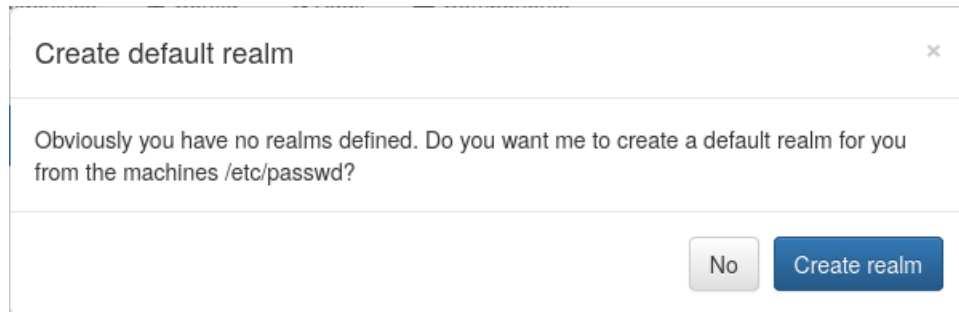 Create default realm
×
Obviously you have no realms defined. Do you want me to create a default realm for you
from the machines /etc/passwd?
No
Create realm